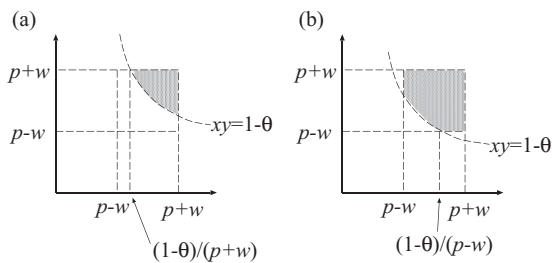 (a)
p+w
p-w
xy=1-θ
p-w
p+w
(1-θ)/(p+w)
(b)
p+w
p-w
xy=1-θ
p-w
p+w
(1-θ)/(p-w)